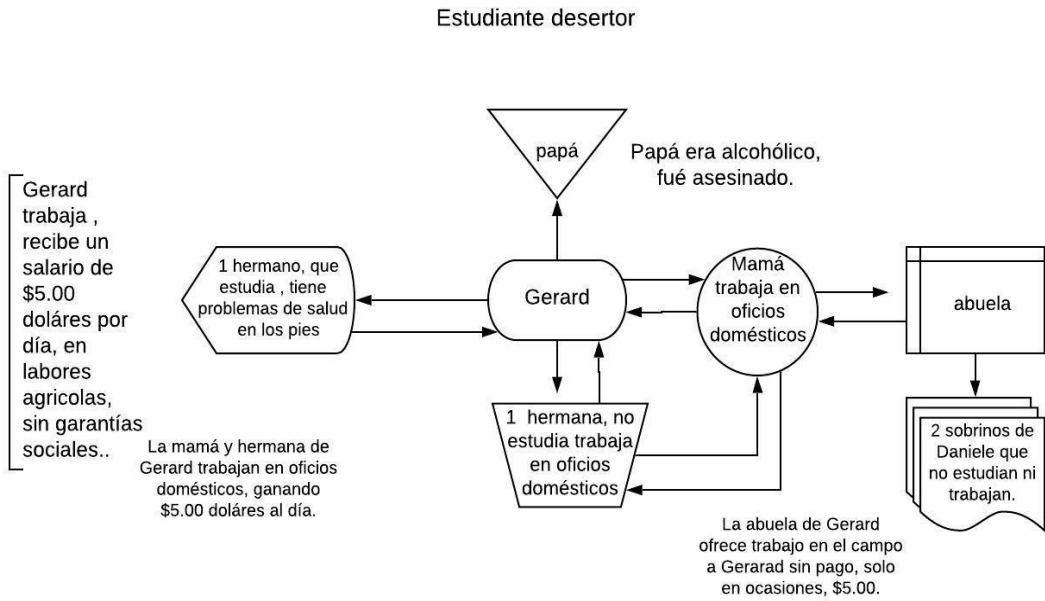 Estudiante desertor
papá
Papá era alcohólico,
fué asesinado.
Gerard
trabaja ,
recibe un
salario de
$5.00
doláres por
día, en
labores
agricolas,
sin garantías
sociales..
1 hermano, que
estudia , tiene
problemas de salud
en los pies
Gerard
Mamá
trabaja en
oficios
domésticos
abuela
1 hermana, no
estudia trabaja
en oficios
domésticos
2 sobrinos de
Daniele que
no estudian ni
trabajan.
La mamá y hermana de
Gerard trabajan en oficios
domésticos, ganando
$5.00 doláres al día.
La abuela de Gerard
ofrece trabajo en el campo
a Gerarad sin pago, solo
en ocasiones, $5.00.